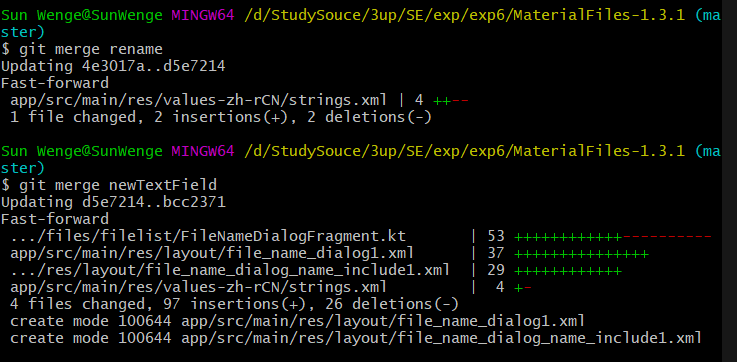 Sun Wenge@SunWenge MINGW64 /d/StudySouce/3up/SE/exp/exp6/MaterialFiles-1.3.1 (ma
ster)
$ git merge rename
Updating 4e3017a..d5e7214
Fast-forward
 app/src/main/res/values-zh-rCN/strings.xml | 4 ++--
 1 file changed, 2 insertions(+), 2 deletions(-)

Sun Wenge@SunWenge MINGW64 /d/StudySouce/3up/SE/exp/exp6/MaterialFiles-1.3.1 (ma
ster)
$ git merge newTextField
Updating d5e7214..bcc2371
Fast-forward
 .../files/filelist/FileNameDialogFragment.kt       | 53 ++++++++++++----------
 app/src/main/res/layout/file_name_dialog1.xml      | 37 +++++++++++++++
 .../res/layout/file_name_dialog_name_include1.xml  | 29 ++++++++++++
 app/src/main/res/values-zh-rCN/strings.xml         |  4 +-
 4 files changed, 97 insertions(+), 26 deletions(-)
 create mode 100644 app/src/main/res/layout/file_name_dialog1.xml
 create mode 100644 app/src/main/res/layout/file_name_dialog_name_include1.xml